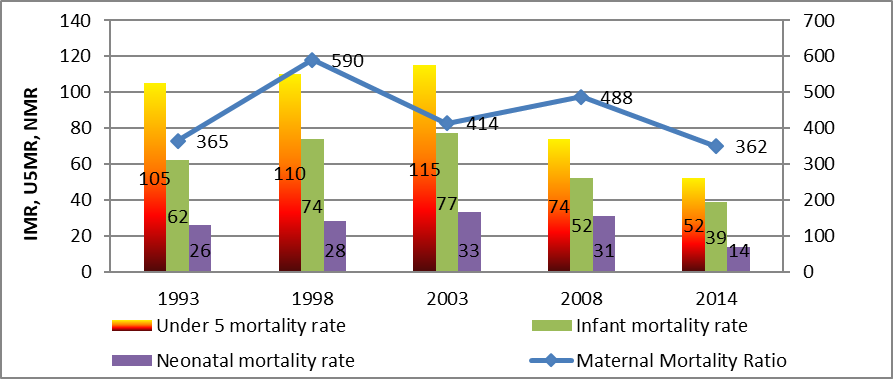 140 700
120 600
100 500
80 400
60 300
40 200
20 100
0 0
IMR, U5MR, NMR
365 590 414 488 362
105 62 26
110 74 28
115 77 33
74 52 31
52 39 14
1993 1998 2003 2008 2014
Under 5 mortality rate Infant mortality rate
Neonatal mortality rate Maternal Mortality Ratio